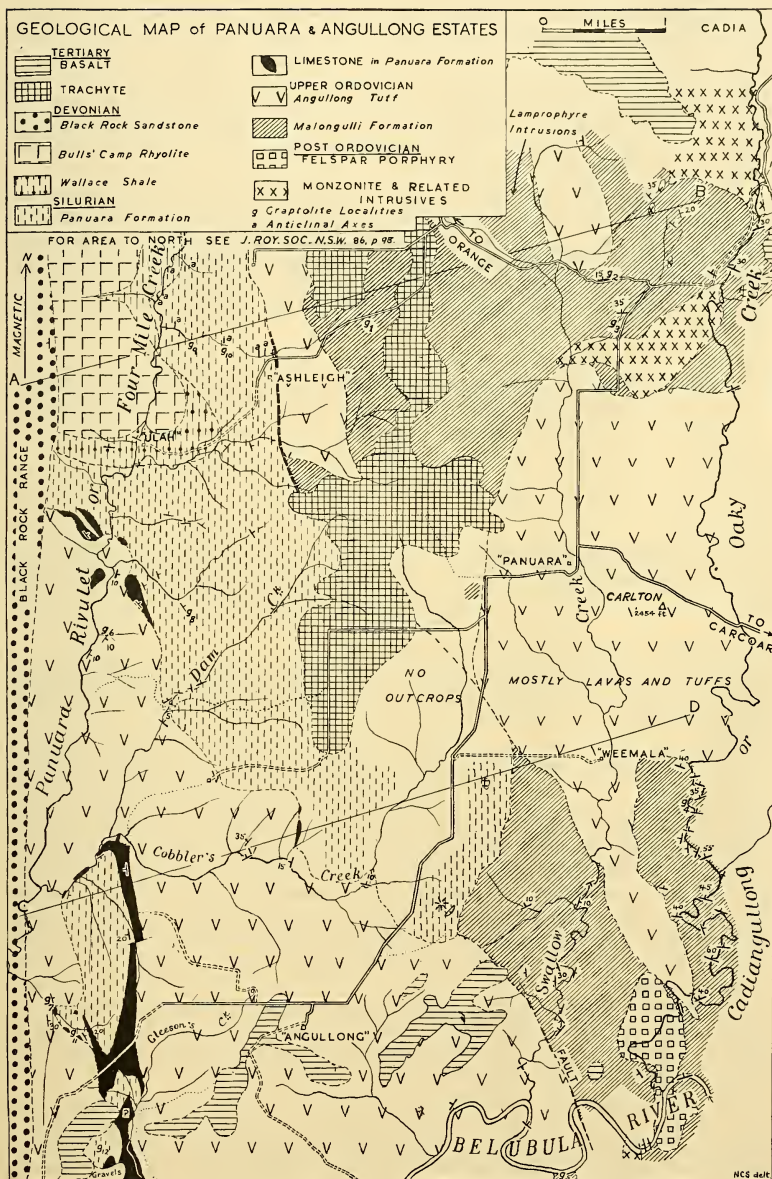 GEOLOGICAL MAP of PANUARA & ANGULLONG ESTATES
TERTIARY
BASALT
TRACHYTE
DEVONIAN
Black Rock Sandstone
Bulls' Camp Rhyolite
Wallace Shale
SILURIAN
Panuara Formation
LIMESTONE in Panuara Formation
UPPER ORDOVICIAN
Angullong Tuff
Malongulli Formation
POST ORDOVICIAN
FELSPAR PORPHYRY
MONZONITE & RELATED
INTRUSIVES
g Graptolite Localities
a Anticlinal Axes
FOR AREA TO NORTH SEE J. ROY. SOC. N.S.W. 86, p 98.
0 MILES 1
CADIA
Lamprophyre
Intrusions
B
TO
ORANGE
Creek
N
MAGNETIC
A
Four Mile Creek
or
"ASHLEIGH"
"ULAH"
BLACK ROCK RANGE
Oaky
"PANUARA"
Creek
CARLTON
2454 ft
TO
CARCOAR
Rivulet
Dam Ck.
NO
OUTCROPS
MOSTLY LAVAS AND TUFFS
D
Panuara
"WEEMALA"
or
Cobbler's
Creek
Cadiangullong
Swallow
Gleeson's
Ck.
"ANGULLONG"
FAULT
BELUBULA RIVER
Gravels
NCS delt